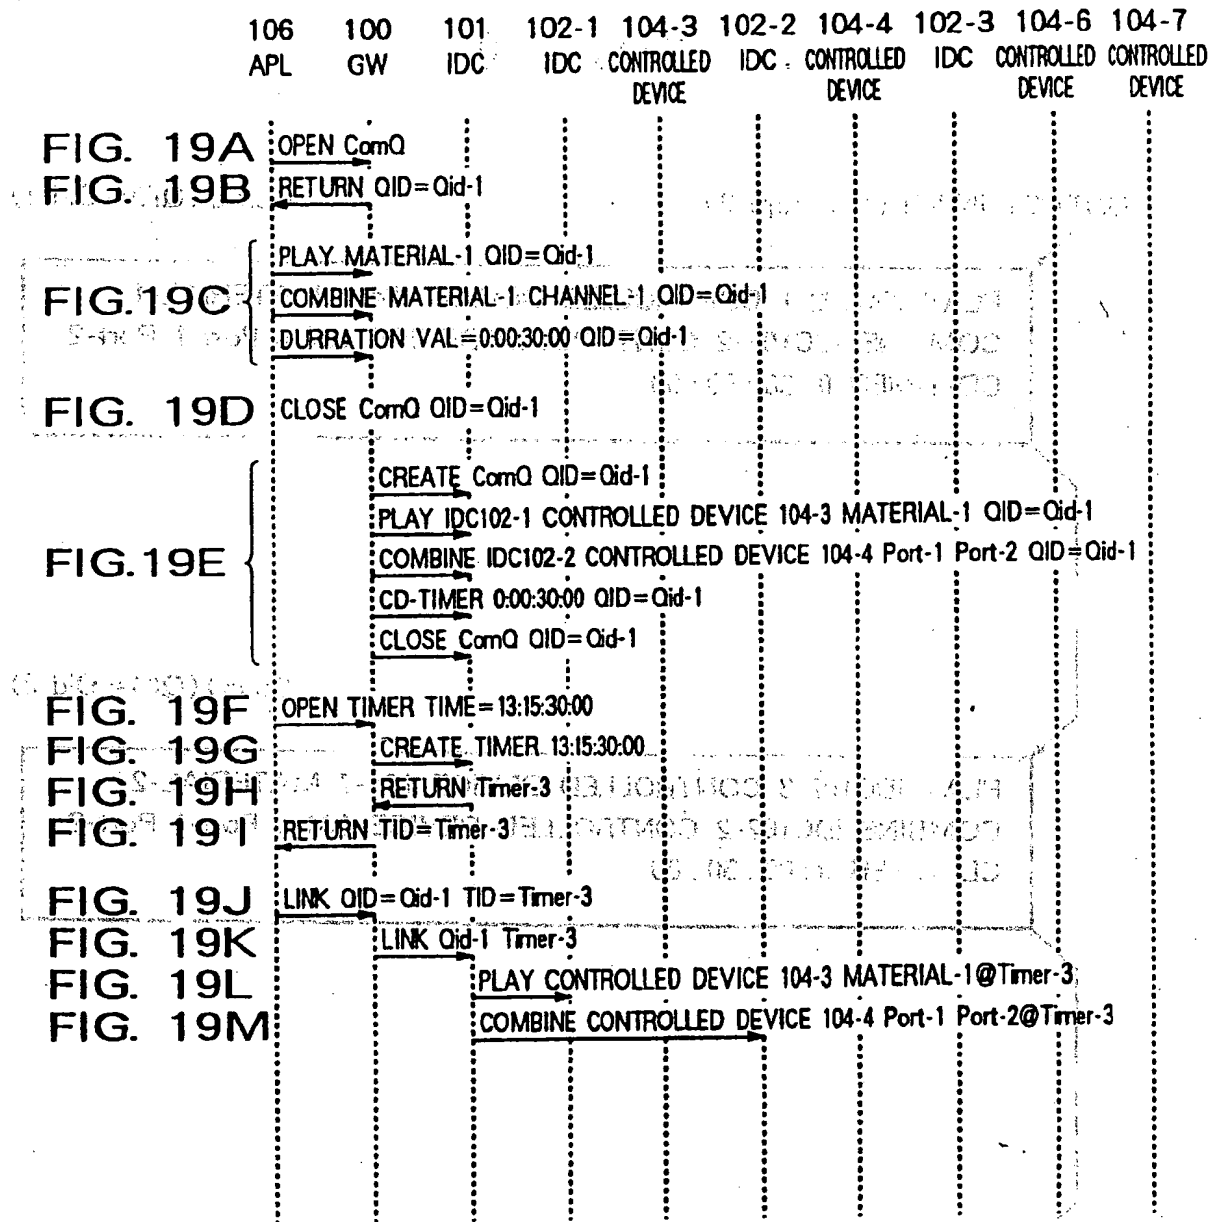 106 100 101 102-1 104-3 102-2 104-4 102-3 104-6 104-7
APL GW IDC IDC CONTROLLED DEVICE IDC CONTROLLED DEVICE IDC CONTROLLED DEVICE CONTROLLED DEVICE
FIG. 19A OPEN ComQ
FIG. 19B RETURN QID=Qid-1
PLAY MATERIAL-1 QID=Qid-1
FIG.19C COMBINE MATERIAL-1 CHANNEL-1 QID=Qid-1
DURRATION VAL=0:00:30:00 QID=Qid-1
FIG. 19D CLOSE ComQ QID=Qid-1
CREATE ComQ QID=Qid-1
PLAY IDC102-1 CONTROLLED DEVICE 104-3 MATERIAL-1 QID=Qid-1
FIG.19E COMBINE IDC102-2 CONTROLLED DEVICE 104-4 Port-1 Port-2 QID=Qid-1
CD-TIMER 0:00:30:00 QID=Qid-1
CLOSE ComQ QID=Qid-1
FIG. 19F OPEN TIMER TIME=13:15:30:00
FIG. 19G CREATE TIMER 13:15:30:00
FIG. 19H RETURN Timer-3
FIG. 19I RETURN TID=Timer-3
FIG. 19J LINK QID=Qid-1 TID=Timer-3
FIG. 19K LINK Qid-1 Timer-3
FIG. 19L PLAY CONTROLLED DEVICE 104-3 MATERIAL-1@Timer-3
FIG. 19M COMBINE CONTROLLED DEVICE 104-4 Port-1 Port-2@Timer-3